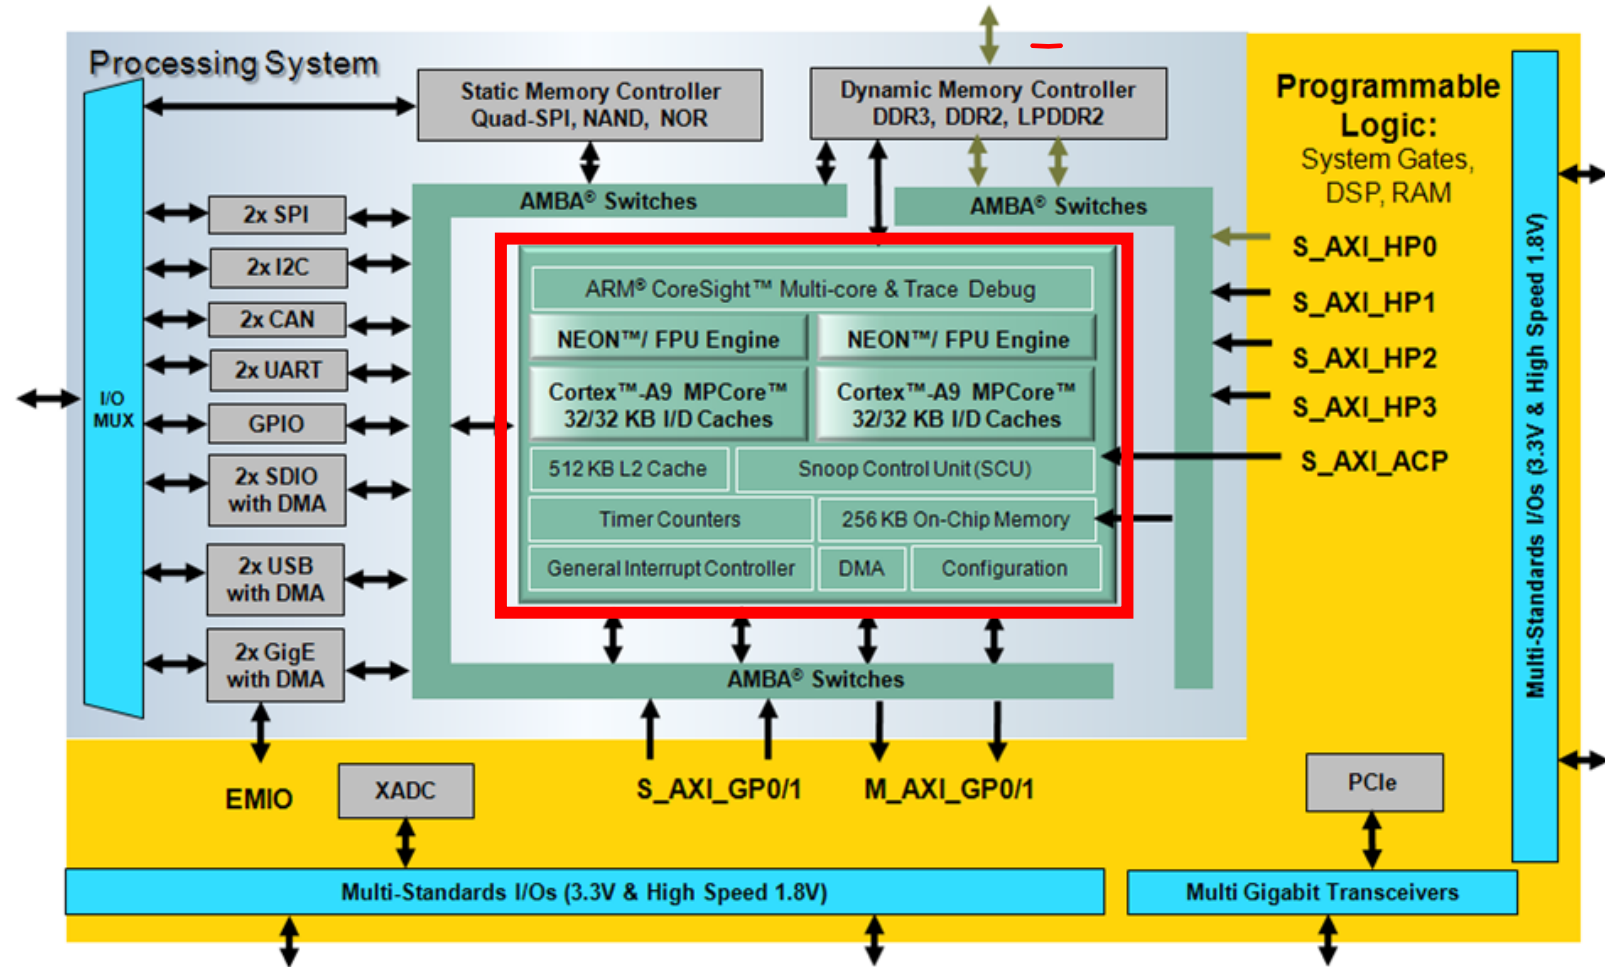 Processing System
Static Memory Controller
Quad-SPI, NAND, NOR
Dynamic Memory Controller
DDR3, DDR2, LPDDR2
Programmable
Logic:
System Gates,
DSP, RAM
AMBA® Switches
AMBA® Switches
I/O
MUX
2x SPI
2x I2C
2x CAN
2x UART
GPIO
2x SDIO
with DMA
2x USB
with DMA
2x GigE
with DMA
ARM® CoreSight™ Multi-core & Trace Debug
NEON™/ FPU Engine
NEON™/ FPU Engine
Cortex™-A9 MPCore™
32/32 KB I/D Caches
Cortex™-A9 MPCore™
32/32 KB I/D Caches
512 KB L2 Cache
Snoop Control Unit (SCU)
Timer Counters
256 KB On-Chip Memory
General Interrupt Controller
DMA
Configuration
AMBA® Switches
S_AXI_HP0
S_AXI_HP1
S_AXI_HP2
S_AXI_HP3
S_AXI_ACP
Multi-Standards I/Os (3.3V & High Speed 1.8V)
EMIO
XADC
S_AXI_GP0/1
M_AXI_GP0/1
PCIe
Multi-Standards I/Os (3.3V & High Speed 1.8V)
Multi Gigabit Transceivers